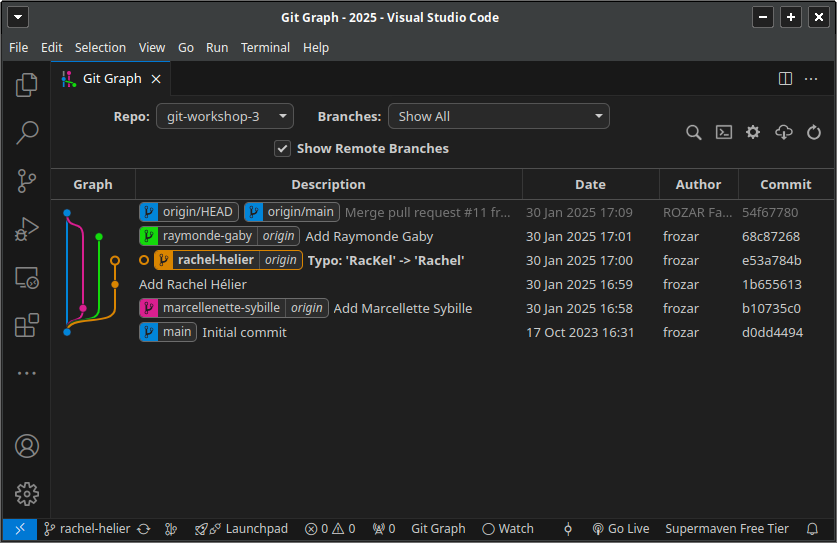 Git Graph - 2025 - Visual Studio Code
File Edit Selection View Go Run Terminal Help
Git Graph
Repo: git-workshop-3 Branches: Show All
Show Remote Branches
Graph Description Date Author Commit
origin/HEAD origin/main Merge pull request #11 fr... 30 Jan 2025 17:09 ROZAR Fa... 54f67780
raymonde-gaby origin Add Raymonde Gaby 30 Jan 2025 17:01 frozar 68c87268
rachel-helier origin Typo: 'RacKel' -> 'Rachel' 30 Jan 2025 17:00 frozar e53a784b
Add Rachel Hélier 30 Jan 2025 16:59 frozar 1b655613
marcellenette-sybille origin Add Marcellette Sybille 30 Jan 2025 16:58 frozar b10735c0
main Initial commit 17 Oct 2023 16:31 frozar d0dd4494
rachel-helier Launchpad 0 0 0 Git Graph Watch Go Live Supermaven Free Tier